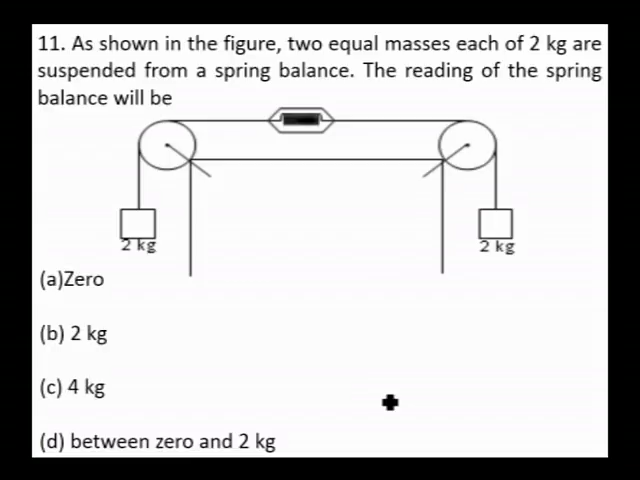 11. As shown in the figure, two equal masses each of 2 kg are
suspended from a spring balance. The reading of the spring
balance will be
2 kg
2 kg
(a)Zero
(b) 2 kg
(c) 4 kg
(d) between zero and 2 kg